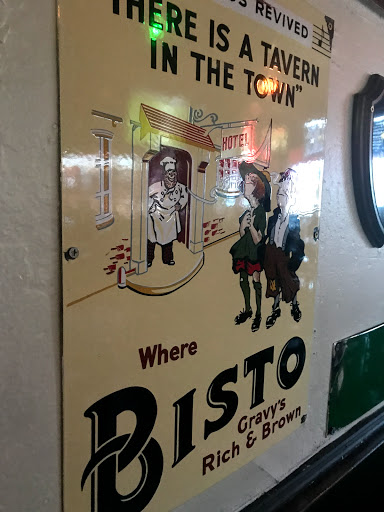 REVIVED
"THERE IS A TAVERN
IN THE TOWN"
HOTEL
Where
BISTO
Gravy's
Rich & Brown